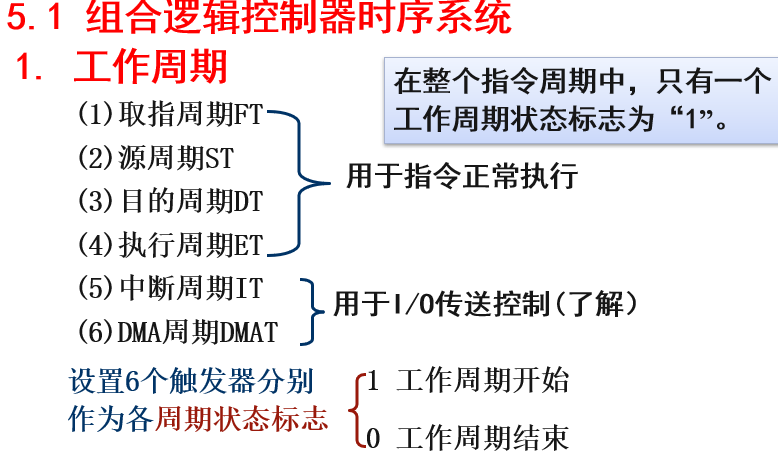 5.1 组合逻辑控制器时序系统
1. 工作周期
在整个指令周期中，只有一个
工作周期状态标志为“1”。
(1)取指周期FT
(2)源周期ST
(3)目的周期DT
(4)执行周期ET
用于指令正常执行
(5)中断周期IT
(6)DMA周期DMAT
用于I/O传送控制(了解)
设置6个触发器分别
作为各周期状态标志
1 工作周期开始
0 工作周期结束